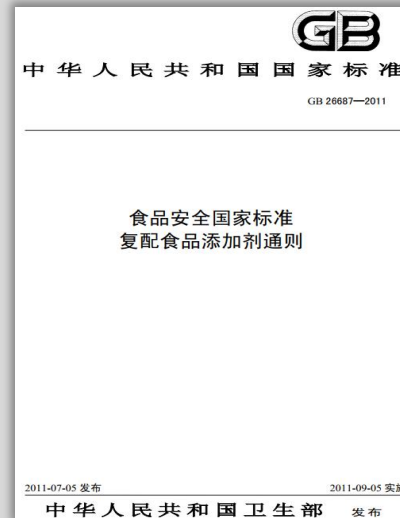 GB
中华人民共和国国家标准
GB 26687—2011
食品安全国家标准
复配食品添加剂通则
2011-07-05 发布
2011-09-05 实施
中华人民共和国卫生部 发布